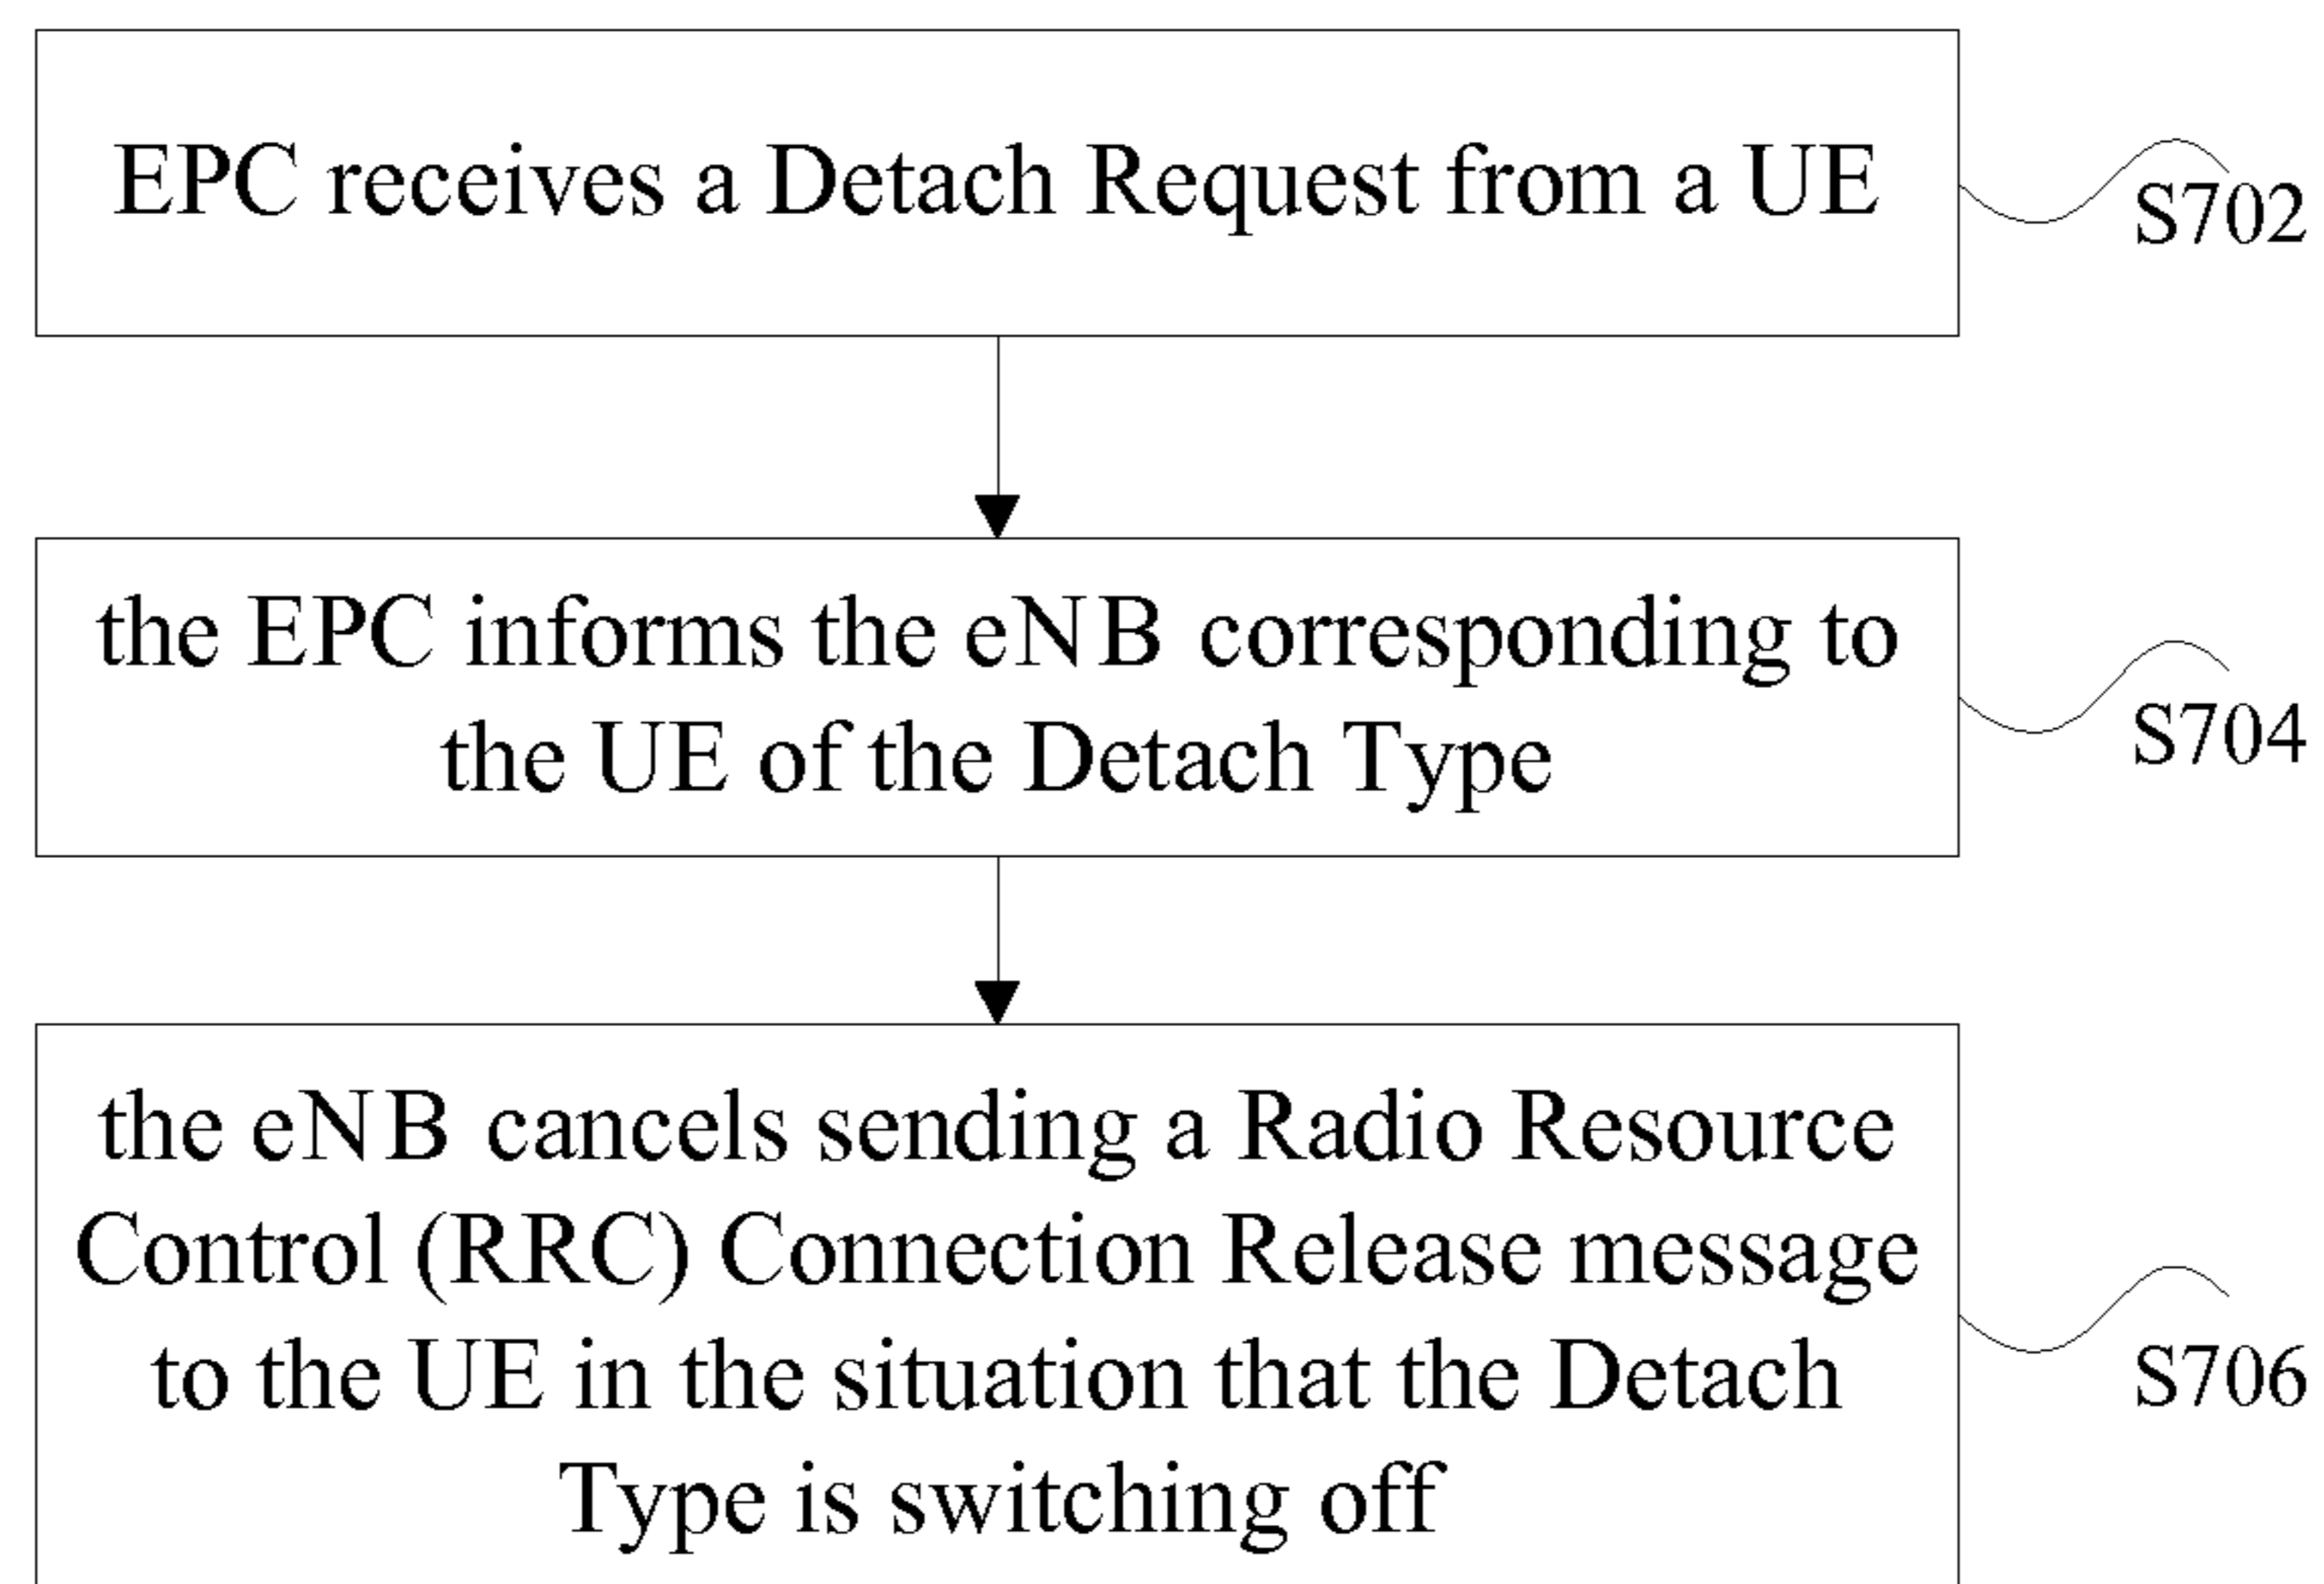 EPC receives a Detach Request from a UE
S702
the EPC informs the eNB corresponding to
the UE of the Detach Type
S704
the eNB cancels sending a Radio Resource
Control (RRC) Connection Release message
to the UE in the situation that the Detach
Type is switching off
S706